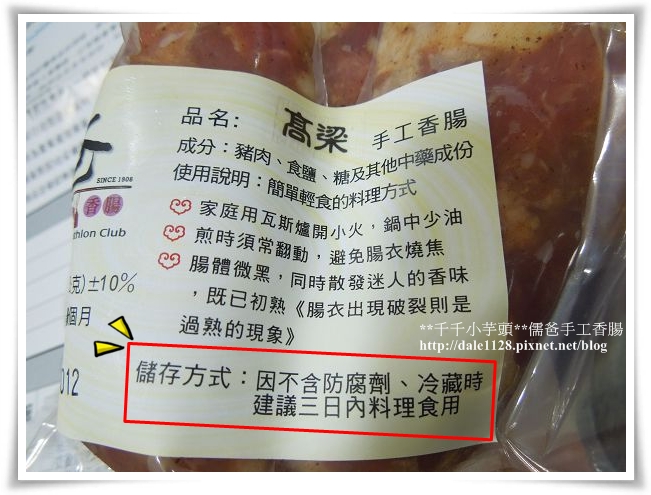 品名： 高粱 手工香腸
成分：豬肉、食鹽、糖及其他中藥成份
使用說明：簡單輕食的料理方式
家庭用瓦斯爐開小火，鍋中少油
煎時須常翻動，避免腸衣燒焦
腸體微黑，同時散發迷人的香味
，既已初熟《腸衣出現破裂則是
過熟的現象》
儲存方式：因不含防腐劑、冷藏時
建議三日內料理食用
SINCE 1908
香腸
thlon Club
克)±10%
個月
012
**千千小芋頭**儒爸手工香腸
http://dale1128.pixnet.net/blog